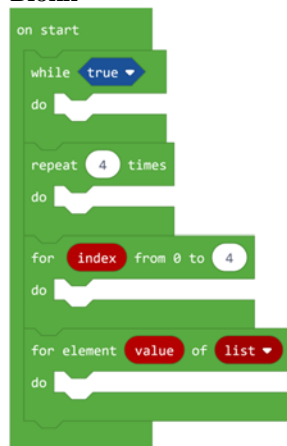 on start
while true
do
repeat 4 times
do
for index from 0 to 4
do
for element value of list
do